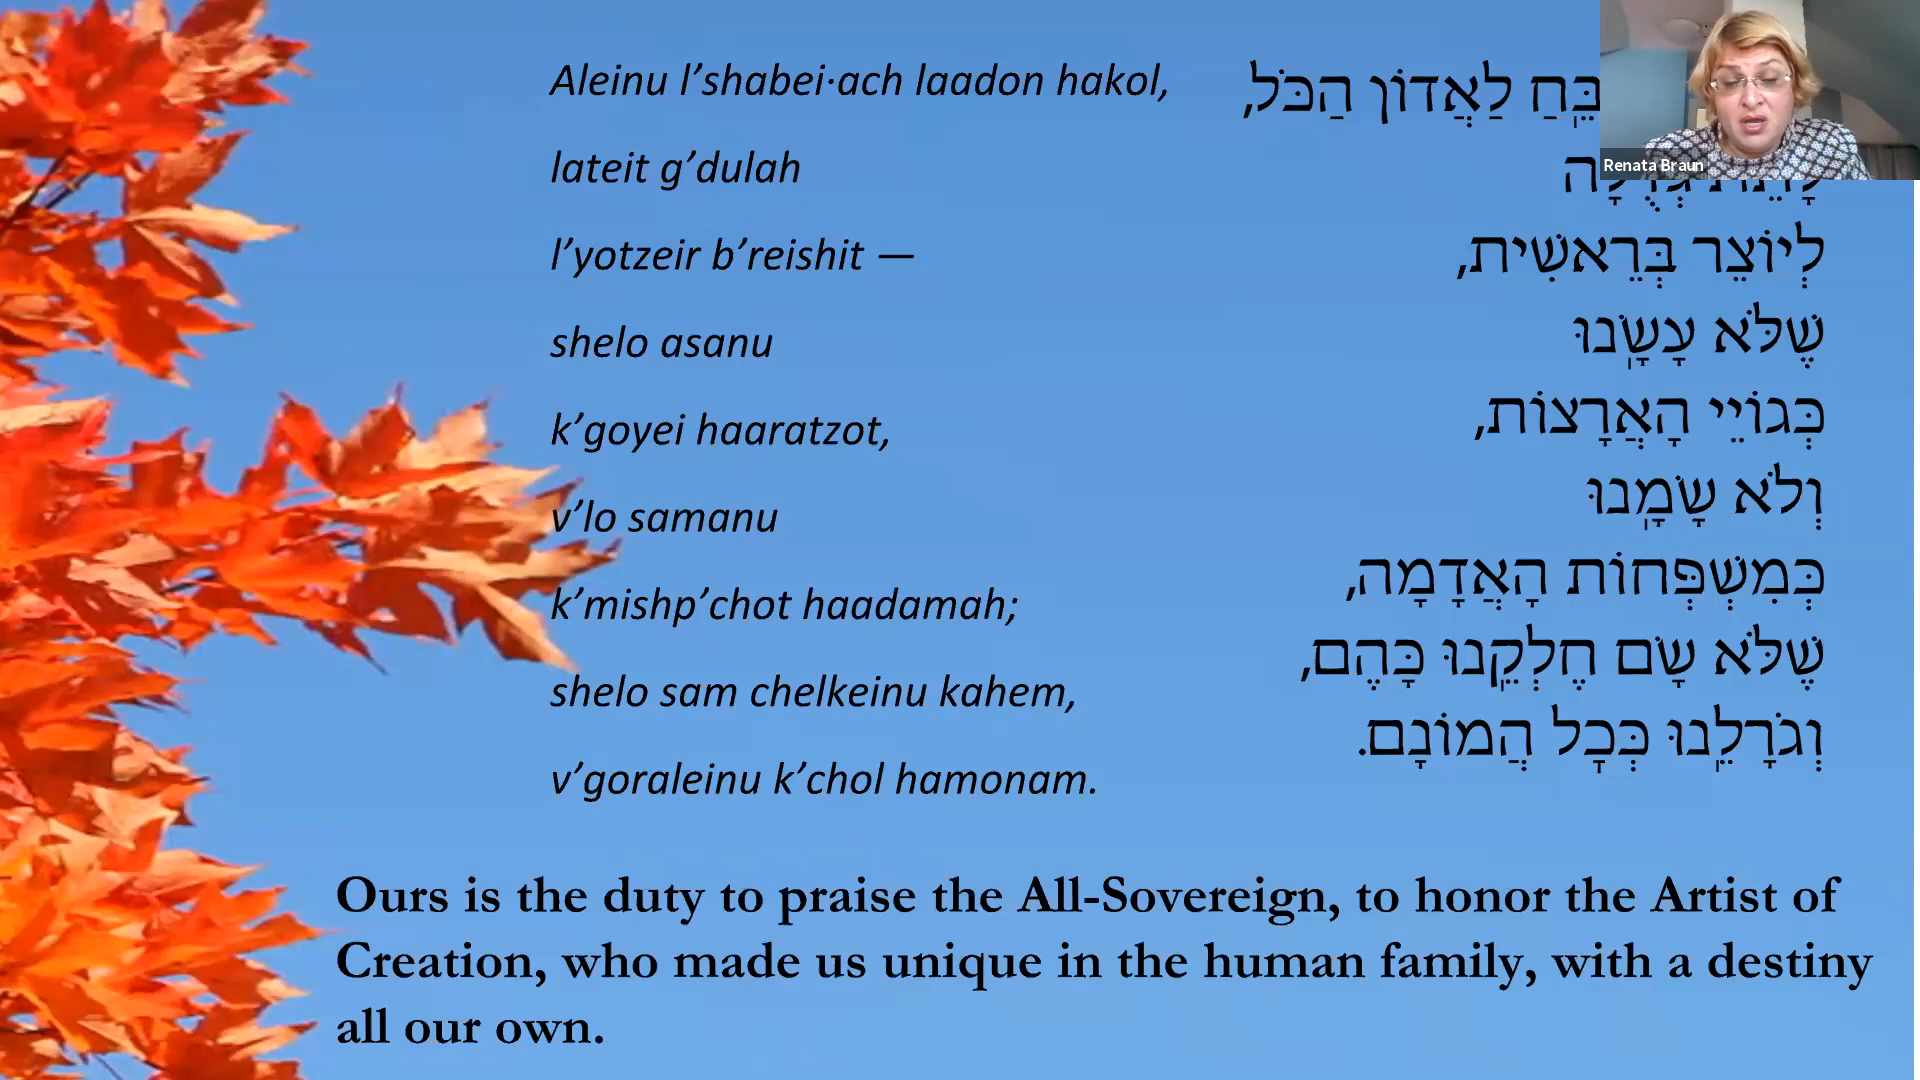 Aleinu l’shabei·ach laadon hakol,
lateit g’dulah
l’yotzeir b’reishit —
shelo asanu
k’goyei haaratzot,
v’lo samanu
k’mishp’chot haadamah;
shelo sam chelkeinu kahem,
v’goraleinu k’chol hamonam.
לַאֲדוֹן הַכֹּל,
לְיוֹצֵר בְּרֵאשִׁית,
שֶׁלֹּא עָשָֽׂנוּ
כְּגוֹיֵי הָאֲרָצוֹת,
וְלֹא שָׂמָֽנוּ
כְּמִשְׁפְּחוֹת הָאֲדָמָה,
שֶׁלֹּא שָׂם חֶלְקֵֽנוּ כָּהֶם,
וְגֹרָלֵֽנוּ כְּכׇל הֲמוֹנָם.
Renata Braun
Ours is the duty to praise the All-Sovereign, to honor the Artist of
Creation, who made us unique in the human family, with a destiny
all our own.